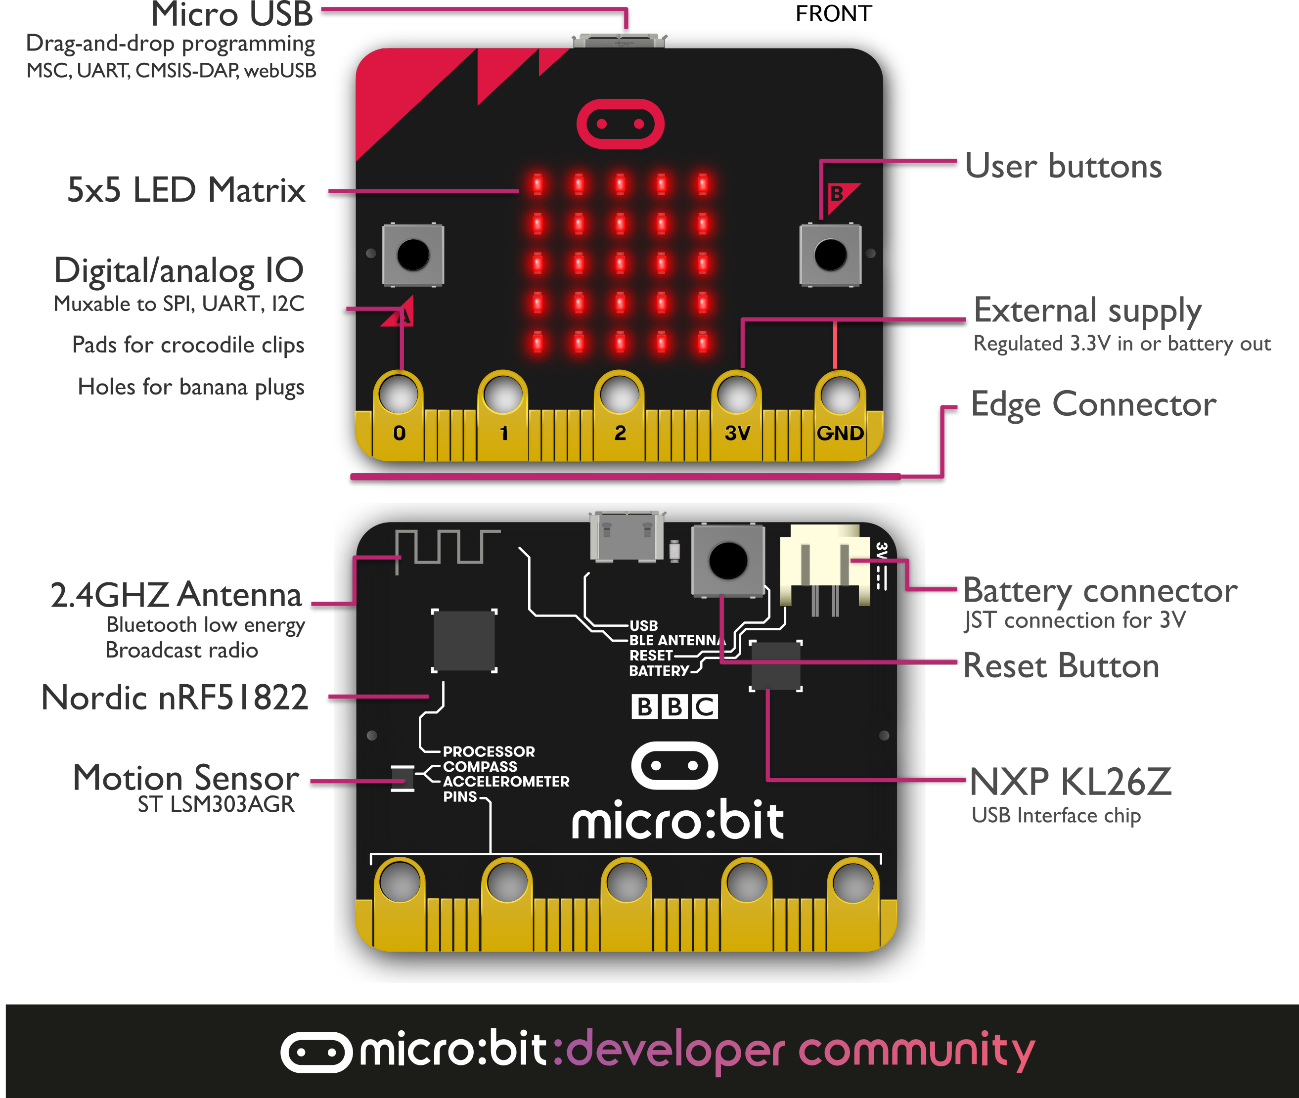 Micro USB
Drag-and-drop programming
MSC, UART, CMSIS-DAP, webUSB
FRONT
5x5 LED Matrix
User buttons
B
Digital/analog IO
Muxable to SPI, UART, I2C
Pads for crocodile clips
Holes for banana plugs
A
External supply
Regulated 3.3V in or battery out
Edge Connector
0 1 2 3V GND
3V
2.4GHZ Antenna
Bluetooth low energy
Broadcast radio
Battery connector
JST connection for 3V
USB
BLE ANTENNA
RESET
BATTERY
Reset Button
Nordic nRF51822
BBC
PROCESSOR
COMPASS
ACCELEROMETER
PINS
Motion Sensor
ST LSM303AGR
micro:bit
NXP KL26Z
USB Interface chip
micro:bit:developer community